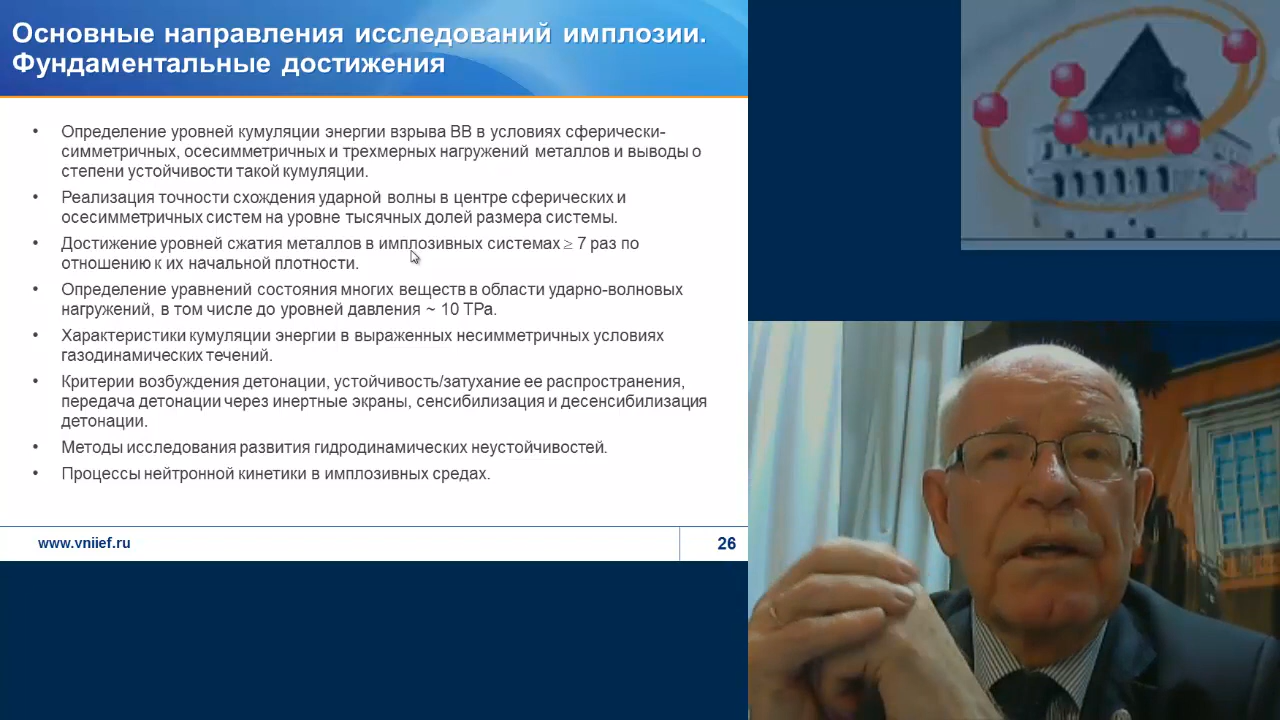 Основные направления исследований имплозии.
Фундаментальные достижения
• Определение уровней кумуляции энергии взрыва ВВ в условиях сферически-
симметричных, осесимметричных и трехмерных нагружений металлов и выводы о
степени устойчивости такой кумуляции.
• Реализация точности схождения ударной волны в центре сферических и
осесимметричных систем на уровне тысячных долей размера системы.
• Достижение уровней сжатия металлов в имплозивных системах ≥ 7 раз по
отношению к их начальной плотности.
• Определение уравнений состояния многих веществ в области ударно-волновых
нагружений, в том числе до уровней давления ~ 10 ТРа.
• Характеристики кумуляции энергии в выраженных несимметричных условиях
газодинамических течений.
• Критерии возбуждения детонации, устойчивость/затухание ее распространения,
передача детонации через инертные экраны, сенсибилизация и десенсибилизация
детонации.
• Методы исследования развития гидродинамических неустойчивостей.
• Процессы нейтронной кинетики в имплозивных средах.
www.vniief.ru
26